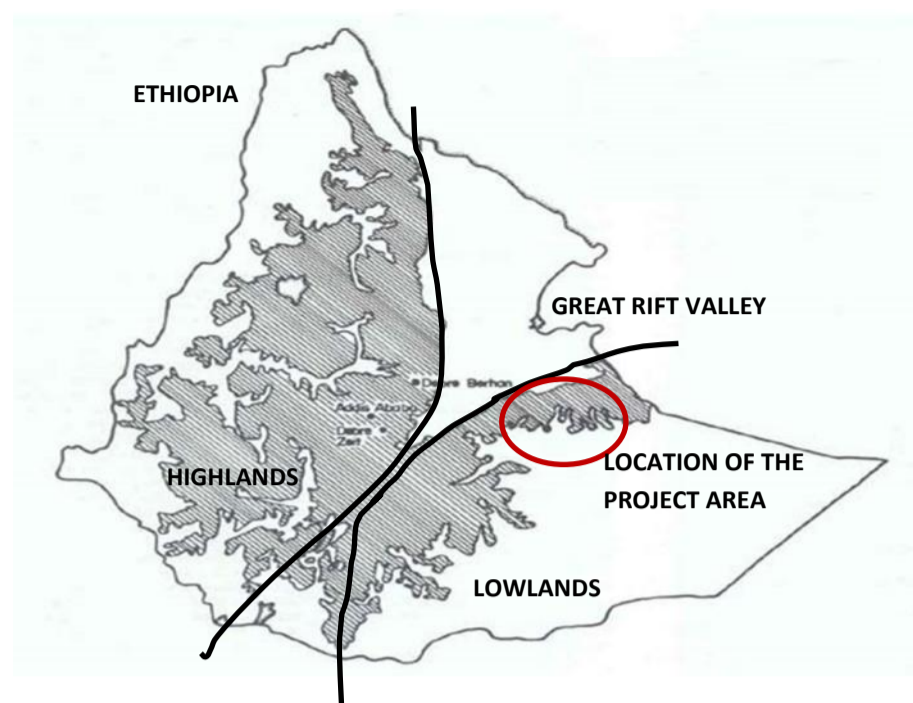 ETHIOPIA
GREAT RIFT VALLEY
Debre Berhan
Addis Ababa
Debre
Zeit
HIGHLANDS
LOCATION OF THE
PROJECT AREA
LOWLANDS